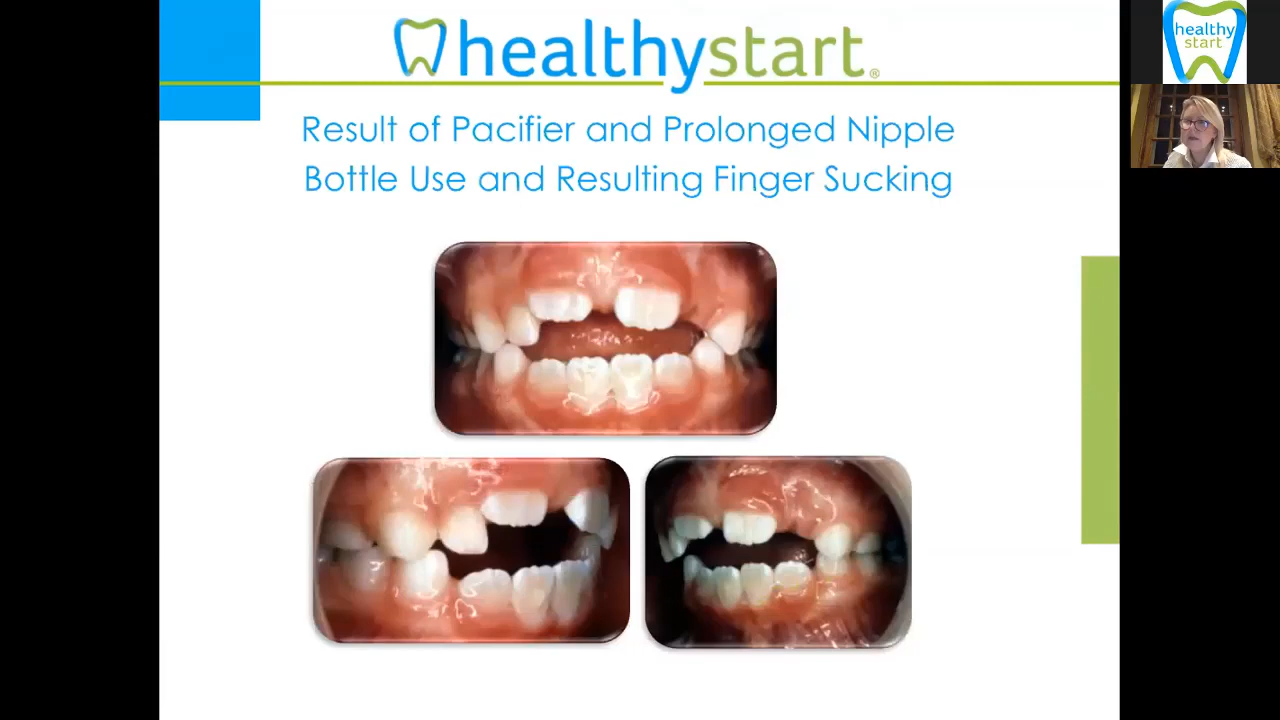 healthystart®
Result of Pacifier and Prolonged Nipple
Bottle Use and Resulting Finger Sucking
healthy
start